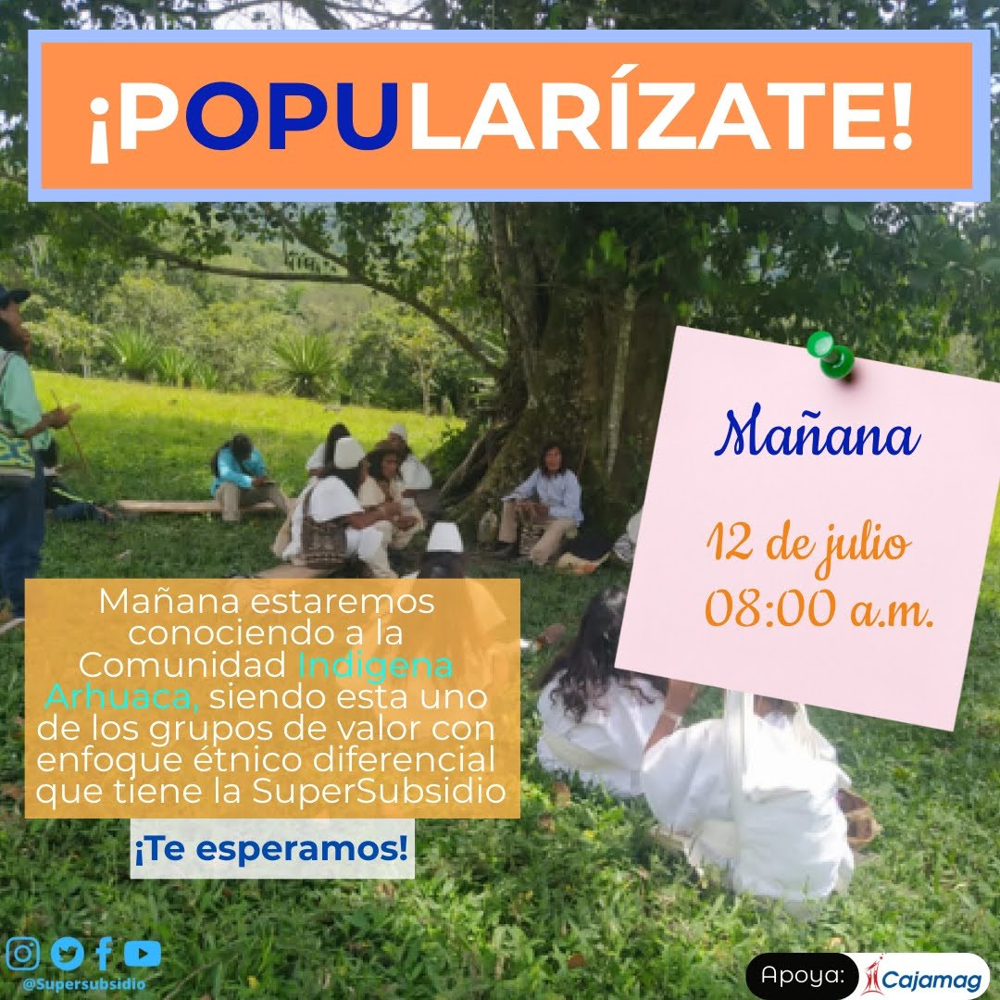 ¡POPULARÍZATE!
Mañana
12 de julio
08:00 a.m.
Mañana estaremos
conociendo a la
Comunidad Indigena
Arhuaca, siendo esta uno
de los grupos de valor con
enfoque étnico diferencial
que tiene la SuperSubsidio
¡Te esperamos!
@Supersubsidio
Apoya: Cajamag